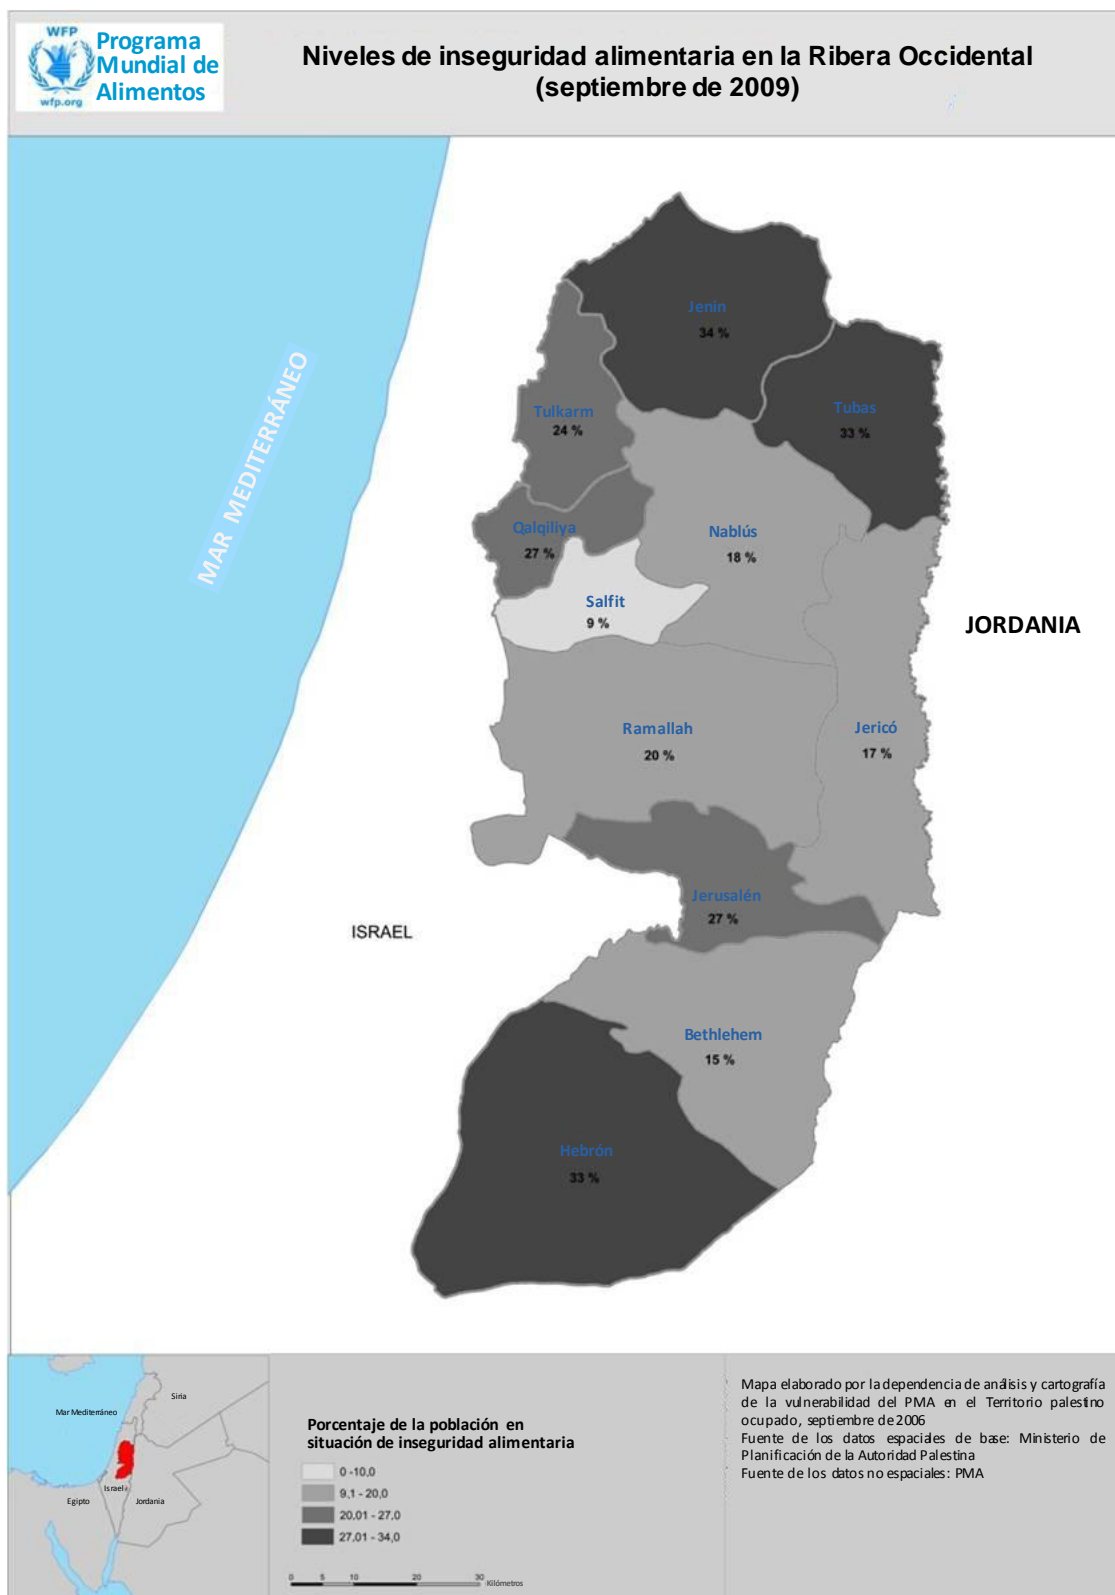 WFP
wfp.org
Programa
Mundial de
Alimentos
Niveles de inseguridad alimentaria en la Ribera Occidental
(septiembre de 2009)
MAR MEDITERRÁNEO
Jenin
34 %
Tubas
33 %
Tulkarm
24 %
Qalqiliya
27 %
Nablús
18 %
Salfit
9 %
JORDANIA
Ramallah
20 %
Jericó
17 %
Jerusalén
27 %
ISRAEL
Bethlehem
15 %
Hebrón
33 %
Siria
Mar Mediterráneo
Israel
Egipto
Jordania
Porcentaje de la población en
situación de inseguridad alimentaria
0 -10,0
9,1 - 20,0
20,01 - 27,0
27,01 - 34,0
0 5 10 20 30 Kilómetros
Mapa elaborado por la dependencia de análisis y cartografía
de la vulnerabilidad del PMA en el Territorio palestino
ocupado, septiembre de 2006
Fuente de los datos espaciales de base: Ministerio de
Planificación de la Autoridad Palestina
Fuente de los datos no espaciales: PMA